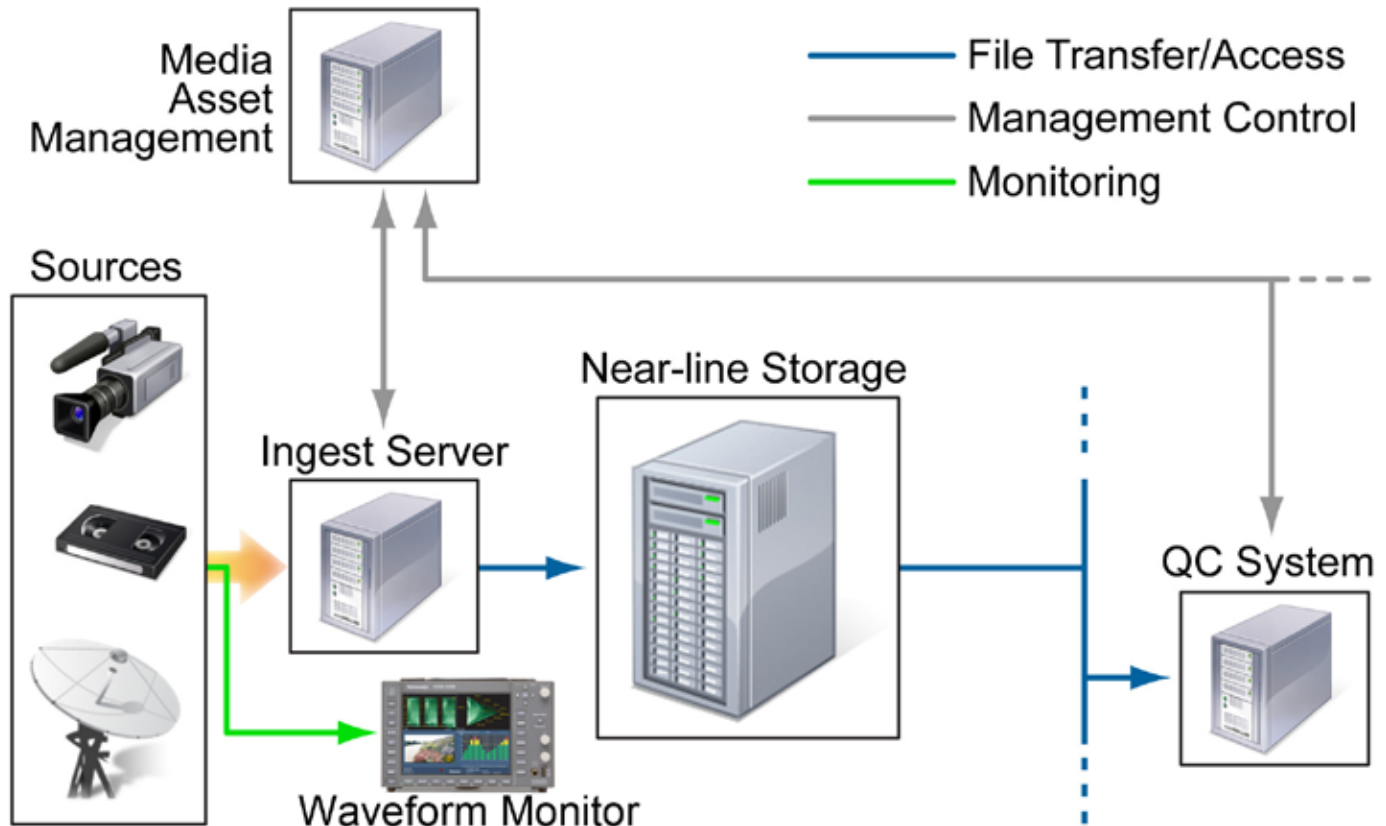 Media
Asset
Management
File Transfer/Access
Management Control
Monitoring
Sources
Near-line Storage
Ingest Server
QC System
Waveform Monitor